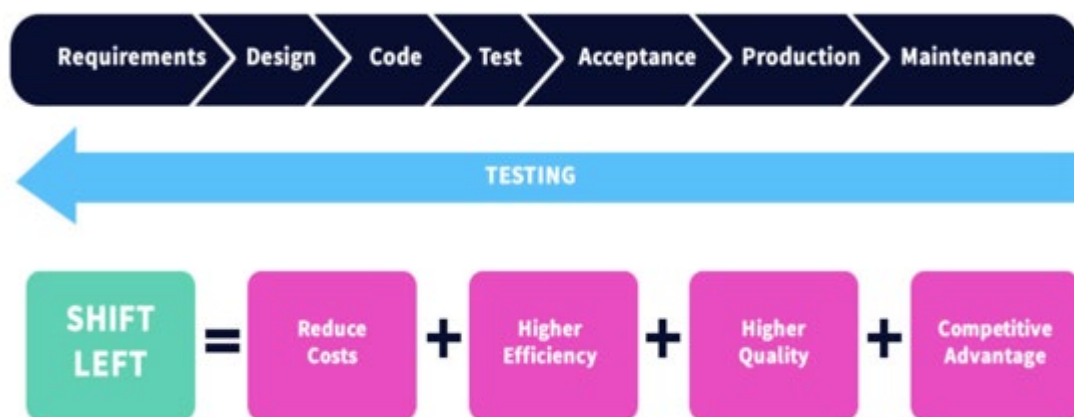 Requirements Design Code Test Acceptance Production Maintenance
TESTING
SHIFT
LEFT
=
Reduce
Costs
+
Higher
Efficiency
+
Higher
Quality
+
Competitive
Advantage